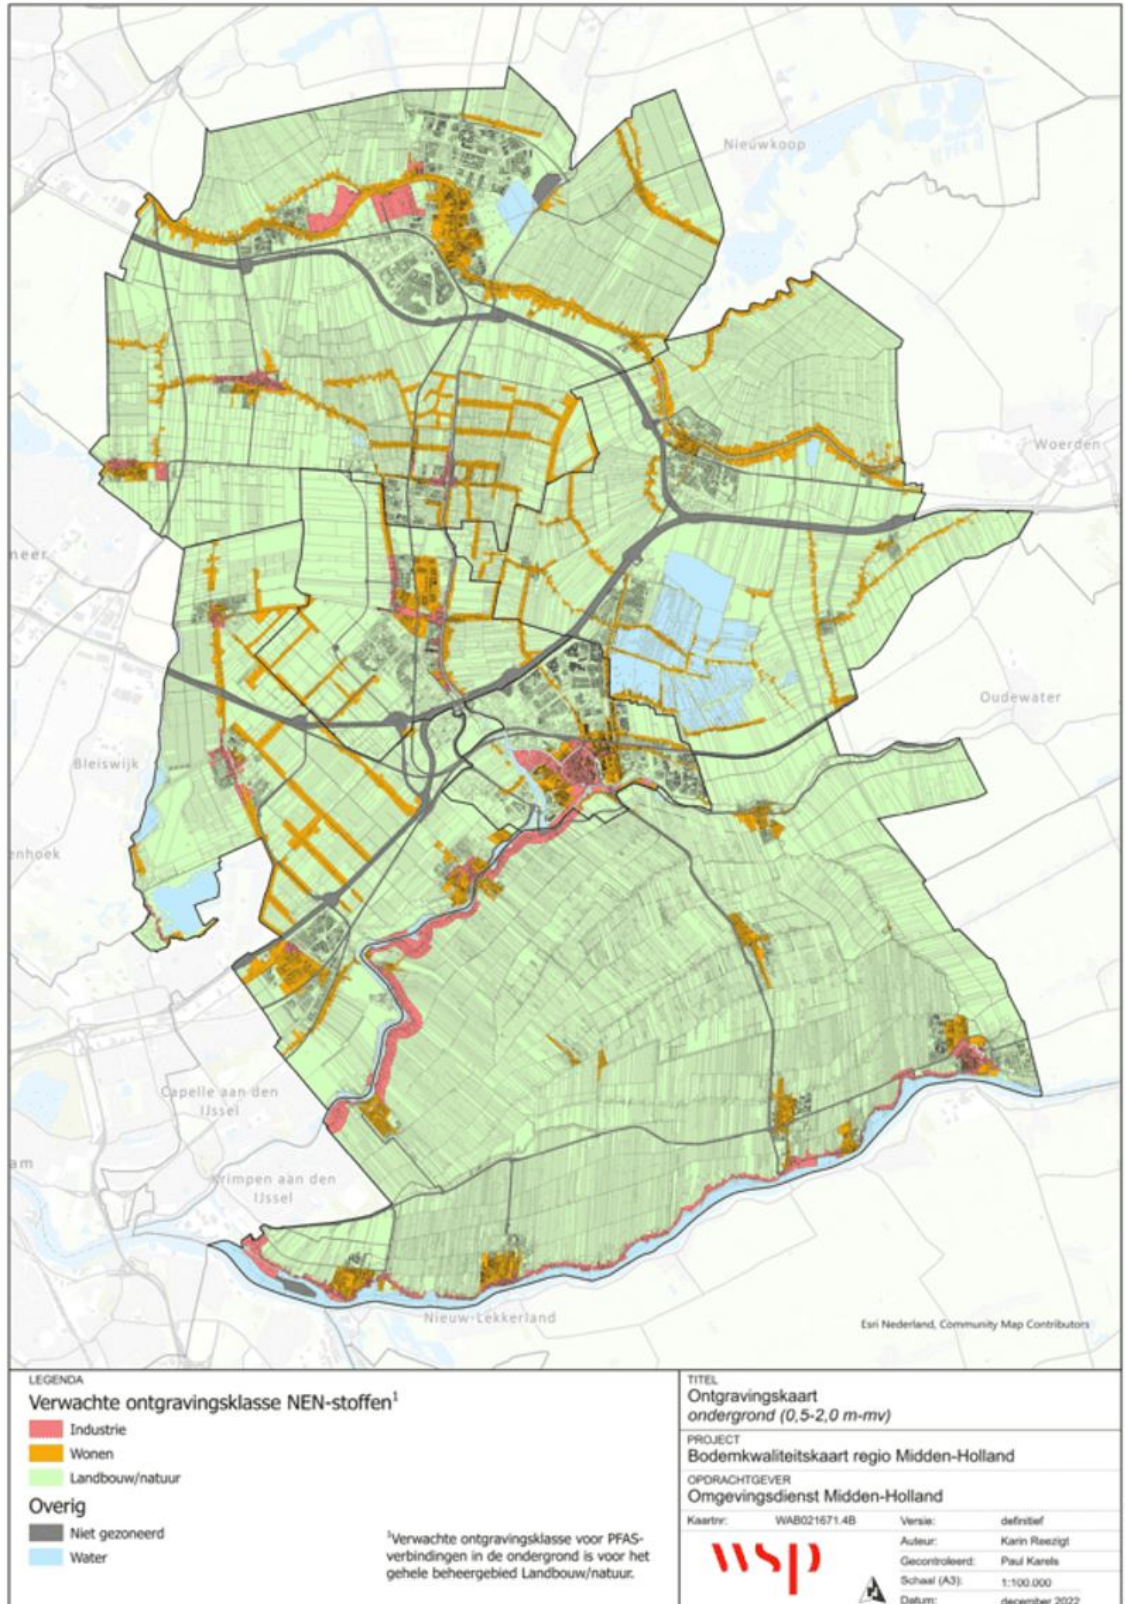 Nieuwkoop
Woerden
neer
Oudewater
Bleiswijk
enhoek
Capelle aan den
IJssel
am
Krimpen aan den
IJssel
Nieuw-Lekkerland
Esri Nederland, Community Map Contributors
LEGENDA
Verwachte ontgravingsklasse NEN-stoffen¹
Industrie
Wonen
Landbouw/natuur
Overig
Niet gezoneerd
Water
¹Verwachte ontgravingsklasse voor PFAS-
verbindingen in de ondergrond is voor het
gehele beheergebied Landbouw/natuur.
TITEL
Ontgravingskaart
ondergrond (0,5-2,0 m-mv)
PROJECT
Bodemkwaliteitskaart regio Midden-Holland
OPDRACHTGEVER
Omgevingsdienst Midden-Holland
Kaartnr: WAB021671.4B Versie: definitief
Auteur: Karin Reezigt
Gecontroleerd: Paul Karels
Schaal (A3): 1:100.000
Datum: december 2022
wsp